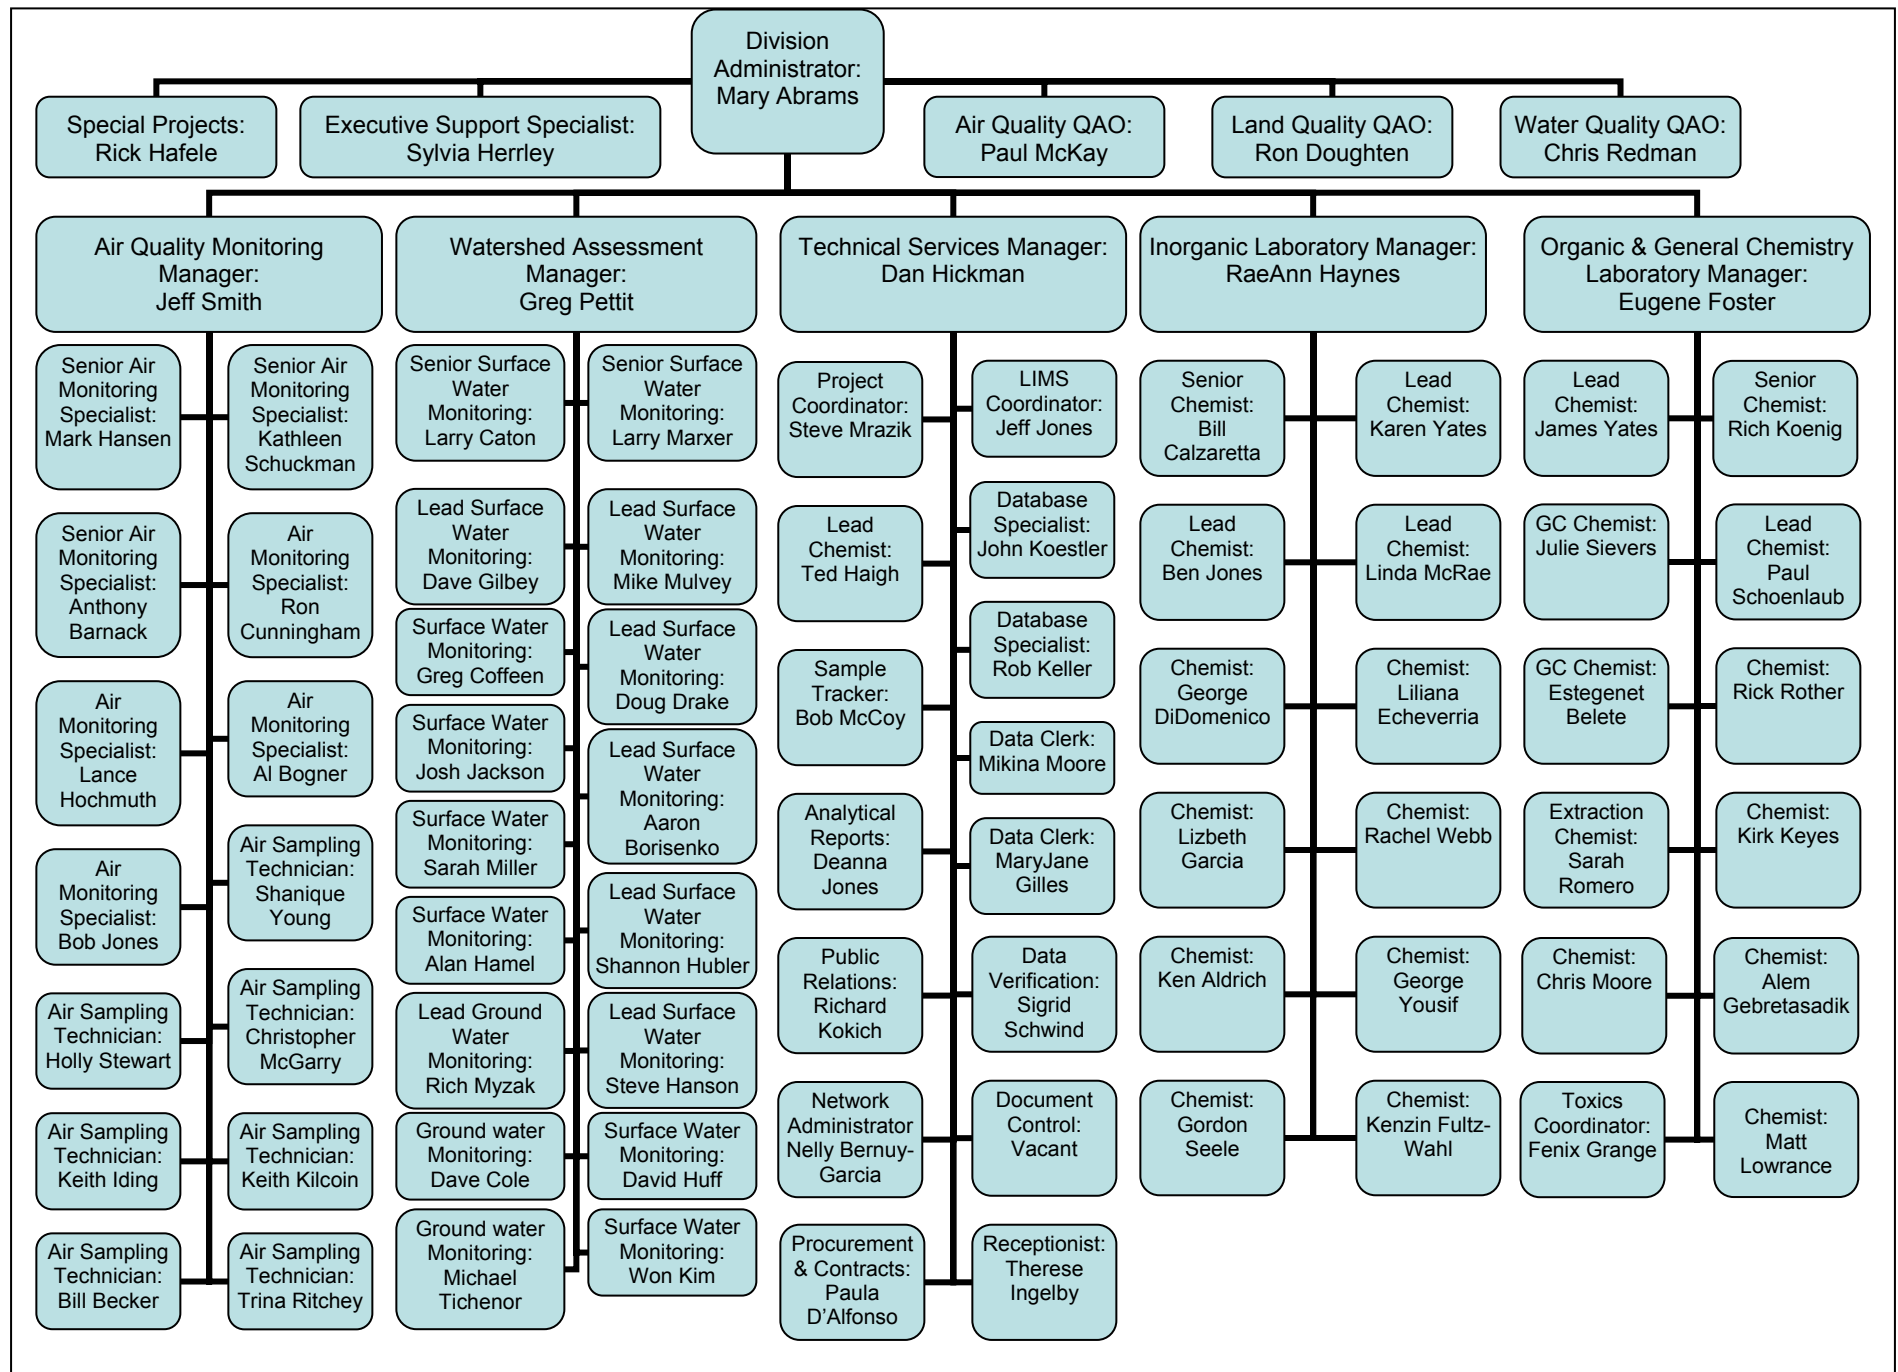 Division
Administrator:
Mary Abrams
Special Projects:
Rick Hafele
Executive Support Specialist:
Sylvia Herrley
Air Quality QAO:
Paul McKay
Land Quality QAO:
Ron Doughten
Water Quality QAO:
Chris Redman
Air Quality Monitoring
Manager:
Jeff Smith
Watershed Assessment
Manager:
Greg Pettit
Technical Services Manager:
Dan Hickman
Inorganic Laboratory Manager:
RaeAnn Haynes
Organic & General Chemistry
Laboratory Manager:
Eugene Foster
Senior Air
Monitoring
Specialist:
Mark Hansen
Senior Air
Monitoring
Specialist:
Kathleen
Schuckman
Senior Air
Monitoring
Specialist:
Anthony
Barnack
Air
Monitoring
Specialist:
Ron
Cunningham
Air
Monitoring
Specialist:
Lance
Hochmuth
Air
Monitoring
Specialist:
Al Bogner
Air
Monitoring
Specialist:
Bob Jones
Air Sampling
Technician:
Shanique
Young
Air Sampling
Technician:
Holly Stewart
Air Sampling
Technician:
Christopher
McGarry
Air Sampling
Technician:
Keith Iding
Air Sampling
Technician:
Keith Kilcoin
Air Sampling
Technician:
Bill Becker
Air Sampling
Technician:
Trina Ritchey
Senior Surface
Water
Monitoring:
Larry Caton
Senior Surface
Water
Monitoring:
Larry Marxer
Lead Surface
Water
Monitoring:
Dave Gilbey
Lead Surface
Water
Monitoring:
Mike Mulvey
Surface Water
Monitoring:
Greg Coffeen
Lead Surface
Water
Monitoring:
Doug Drake
Surface Water
Monitoring:
Josh Jackson
Lead Surface
Water
Monitoring:
Aaron
Borisenko
Surface Water
Monitoring:
Sarah Miller
Lead Surface
Water
Monitoring:
Shannon Hubler
Surface Water
Monitoring:
Alan Hamel
Lead Ground
Water
Monitoring:
Rich Myzak
Lead Surface
Water
Monitoring:
Steve Hanson
Ground water
Monitoring:
Dave Cole
Surface Water
Monitoring:
David Huff
Ground water
Monitoring:
Michael
Tichenor
Surface Water
Monitoring:
Won Kim
Project
Coordinator:
Steve Mrazik
LIMS
Coordinator:
Jeff Jones
Lead
Chemist:
Ted Haigh
Database
Specialist:
John Koestler
Database
Specialist:
Rob Keller
Sample
Tracker:
Bob McCoy
Data Clerk:
Mikina Moore
Analytical
Reports:
Deanna
Jones
Data Clerk:
MaryJane
Gilles
Public
Relations:
Richard
Kokich
Data
Verification:
Sigrid
Schwind
Network
Administrator
Nelly Bernuy-
Garcia
Document
Control:
Vacant
Procurement
& Contracts:
Paula
D’Alfonso
Receptionist:
Therese
Ingelby
Senior
Chemist:
Bill
Calzaretta
Lead
Chemist:
Karen Yates
Lead
Chemist:
Ben Jones
Lead
Chemist:
Linda McRae
Chemist:
George
DiDomenico
Chemist:
Liliana
Echeverria
Chemist:
Lizbeth
Garcia
Chemist:
Rachel Webb
Chemist:
Ken Aldrich
Chemist:
George
Yousif
Chemist:
Gordon
Seele
Chemist:
Kenzin Fultz-
Wahl
Lead
Chemist:
James Yates
Senior
Chemist:
Rich Koenig
GC Chemist:
Julie Sievers
Lead
Chemist:
Paul
Schoenlaub
GC Chemist:
Estegenet
Belete
Chemist:
Rick Rother
Extraction
Chemist:
Sarah
Romero
Chemist:
Kirk Keyes
Chemist:
Chris Moore
Chemist:
Alem
Gebretasadik
Toxics
Coordinator:
Fenix Grange
Chemist:
Matt
Lowrance